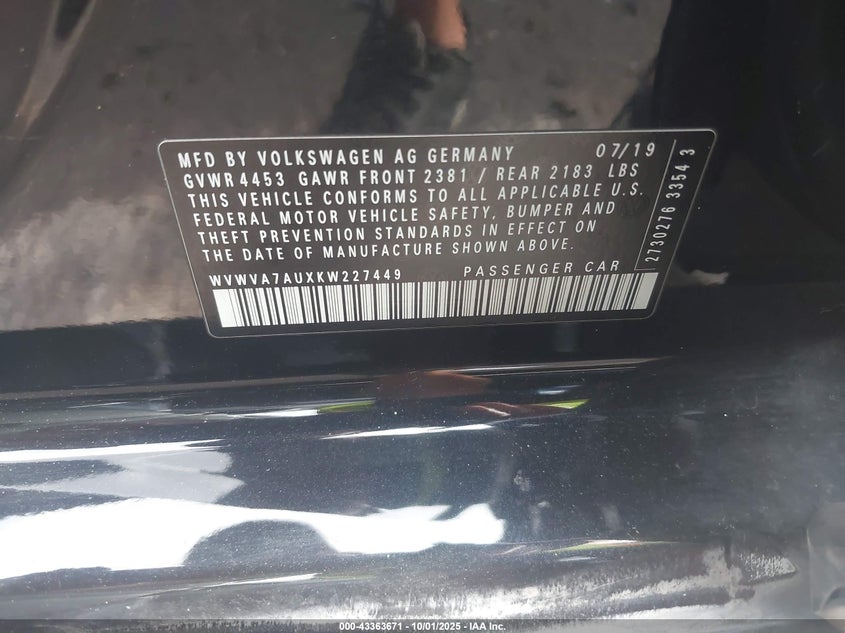 MFD BY VOLKSWAGEN AG GERMANY 07/19
GVWR 4453 GAWR FRONT 2381 / REAR 2183 LBS
THIS VEHICLE CONFORMS TO ALL APPLICABLE U.S.
FEDERAL MOTOR VEHICLE SAFETY, BUMPER AND
THEFT PREVENTION STANDARDS IN EFFECT ON
THE DATE OF MANUFACTURE SHOWN ABOVE.
WVWVA7AUXKW227449 PASSENGER CAR
2730276 3354 3
000-43363671 - 10/01/2025 - IAA Inc.